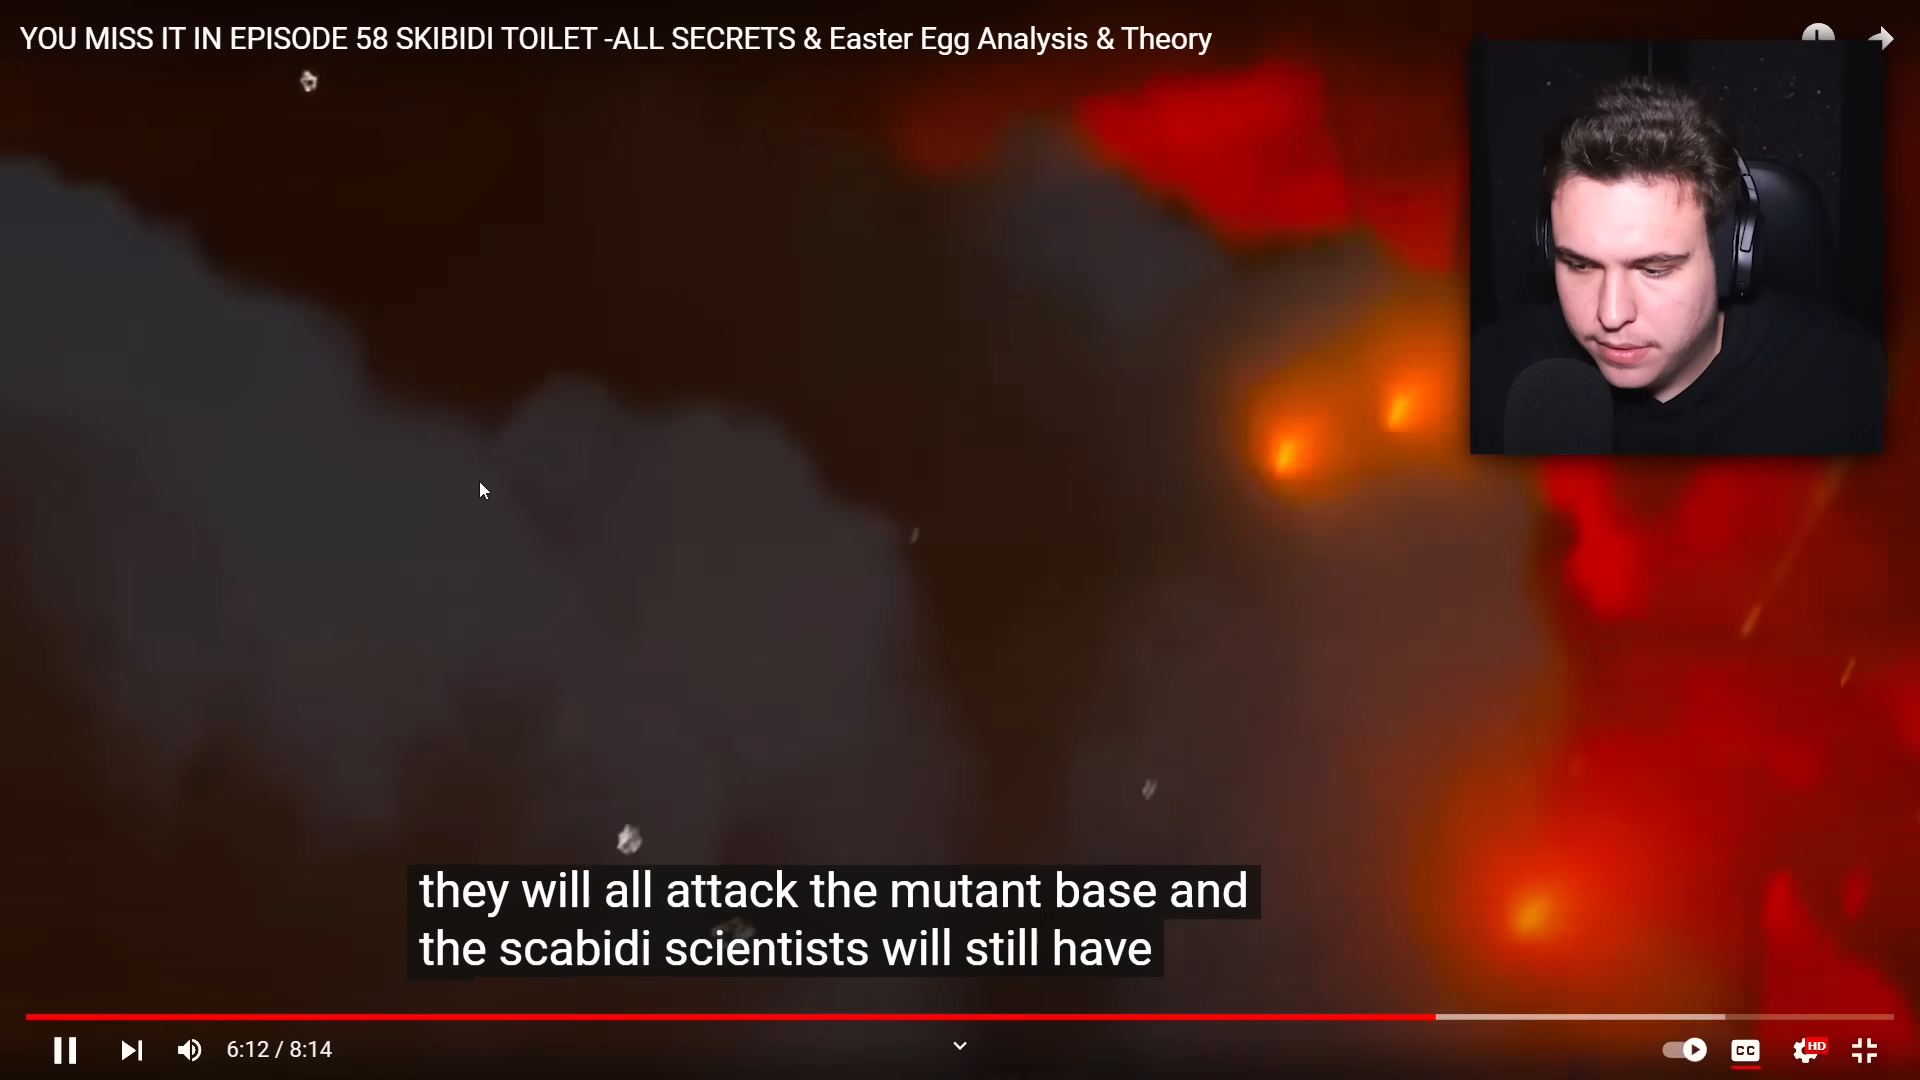 YOU MISS IT IN EPISODE 58 SKIBIDI TOILET -ALL SECRETS & Easter Egg Analysis & Theory
they will all attack the mutant base and
the scabidi scientists will still have
6:12 / 8:14
CC
HD